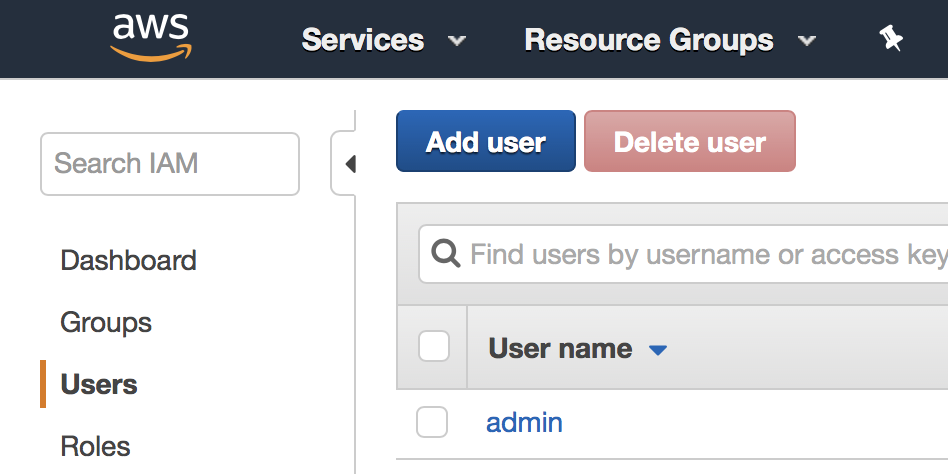 aws Services Resource Groups
Add user Delete user
Search IAM
Find users by username or access key
Dashboard
Groups
User name
Users
admin
Roles